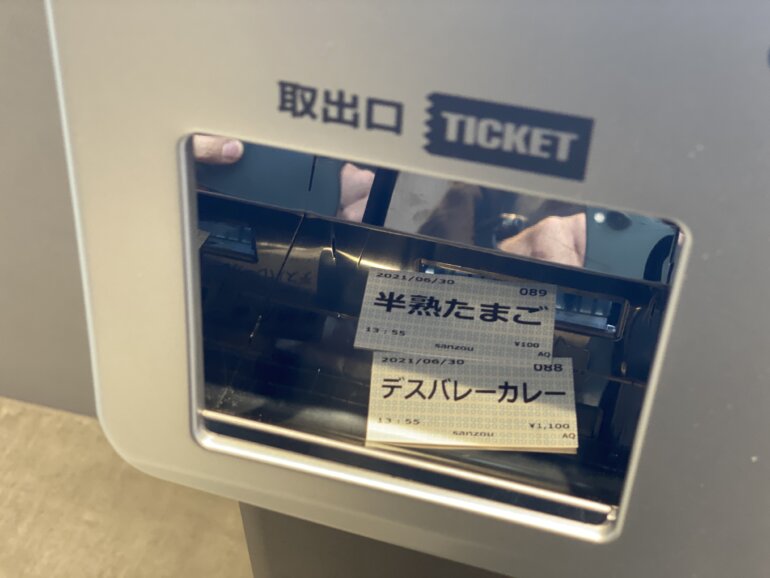 取出口 TICKET
2021/06/30 089
半熟たまご
13:55 ¥100
sanzou AQ
2021/06/30 088
デスバレーカレー
13:55 ¥1,100
sanzou AQ